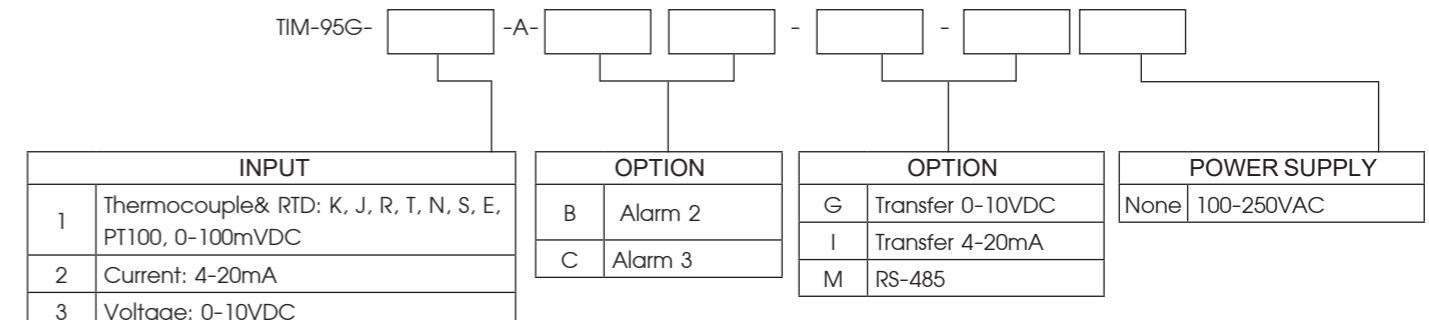 TIM-95G- -A- - -
INPUT
1 Thermocouple& RTD: K, J, R, T, N, S, E,
PT100, 0-100mVDC
2 Current: 4-20mA
3 Voltage: 0-10VDC
OPTION
B Alarm 2
C Alarm 3
OPTION
G Transfer 0-10VDC
I Transfer 4-20mA
M RS-485
POWER SUPPLY
None 100-250VAC